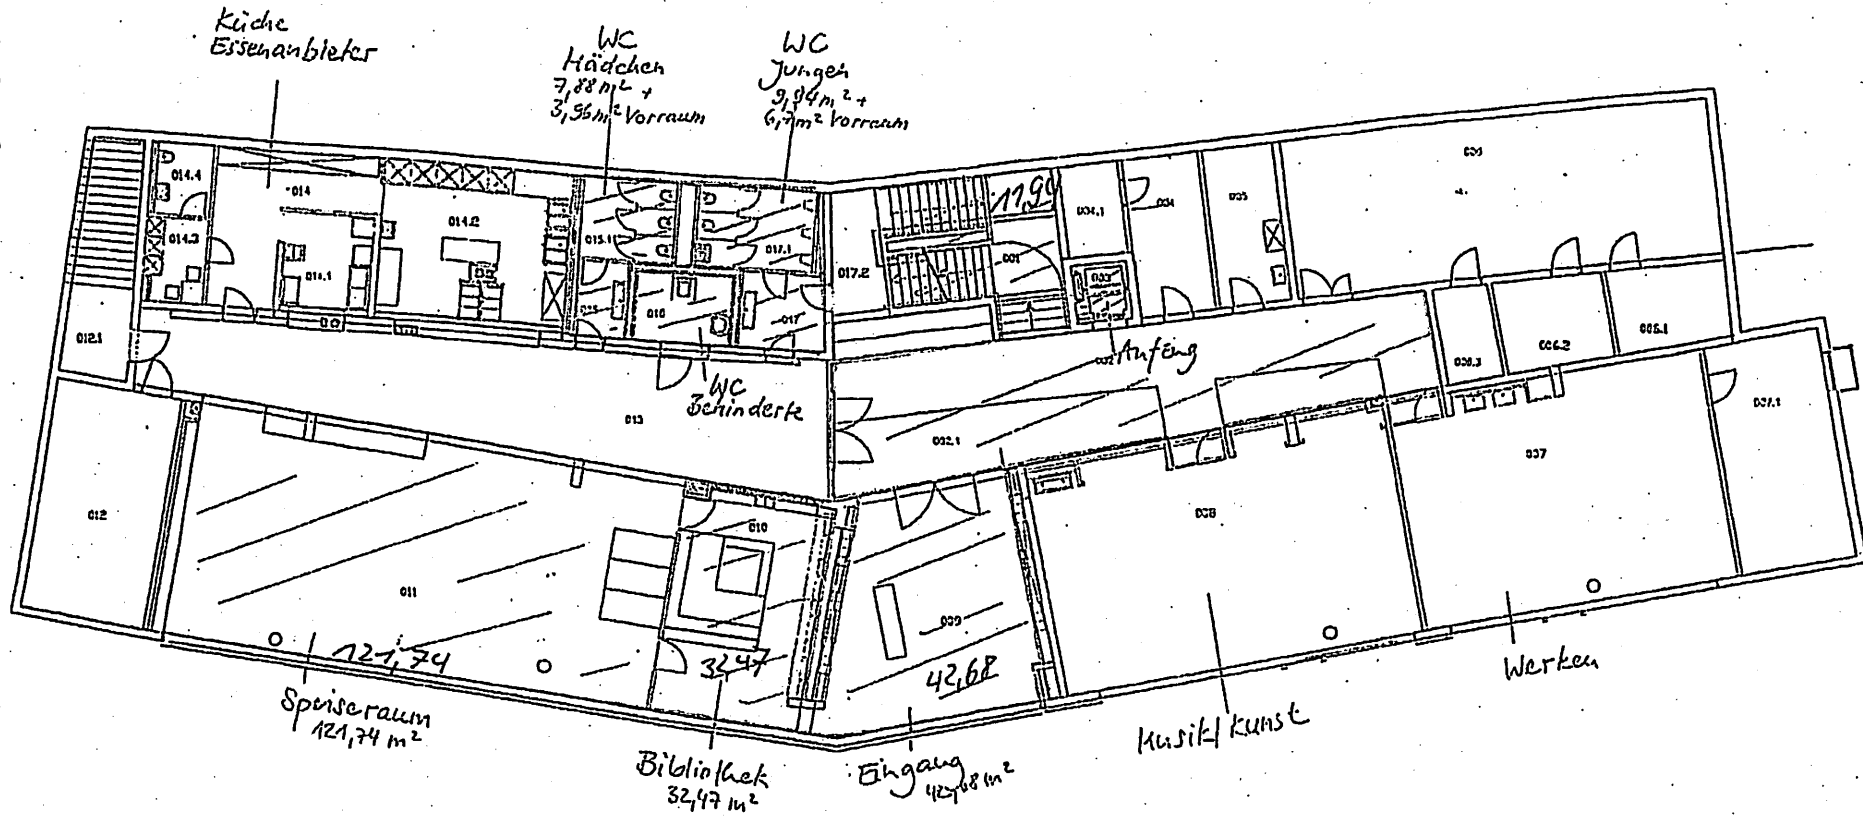 Küche
Essenanbieter
WC
Mädchen
7,88 m² +
3,96 m² Vorraum
WC
Jungen
6,7 m² Vorraum
014.4
014
014.2
014.3
014.1
015.1
017.1
017.2
016
017
11,90
001
004.1
004
005
003
006
012.1
006.3
006.2
006.1
Aufzug
WC
Behinderte
013
002.1
007
007.1
012
010
008
011
009
121,74
32,47
42,68
Speiseraum
121,74 m²
Bibliothek
32,47 m²
Eingang
42,68 m²
Musik/Kunst
Werken